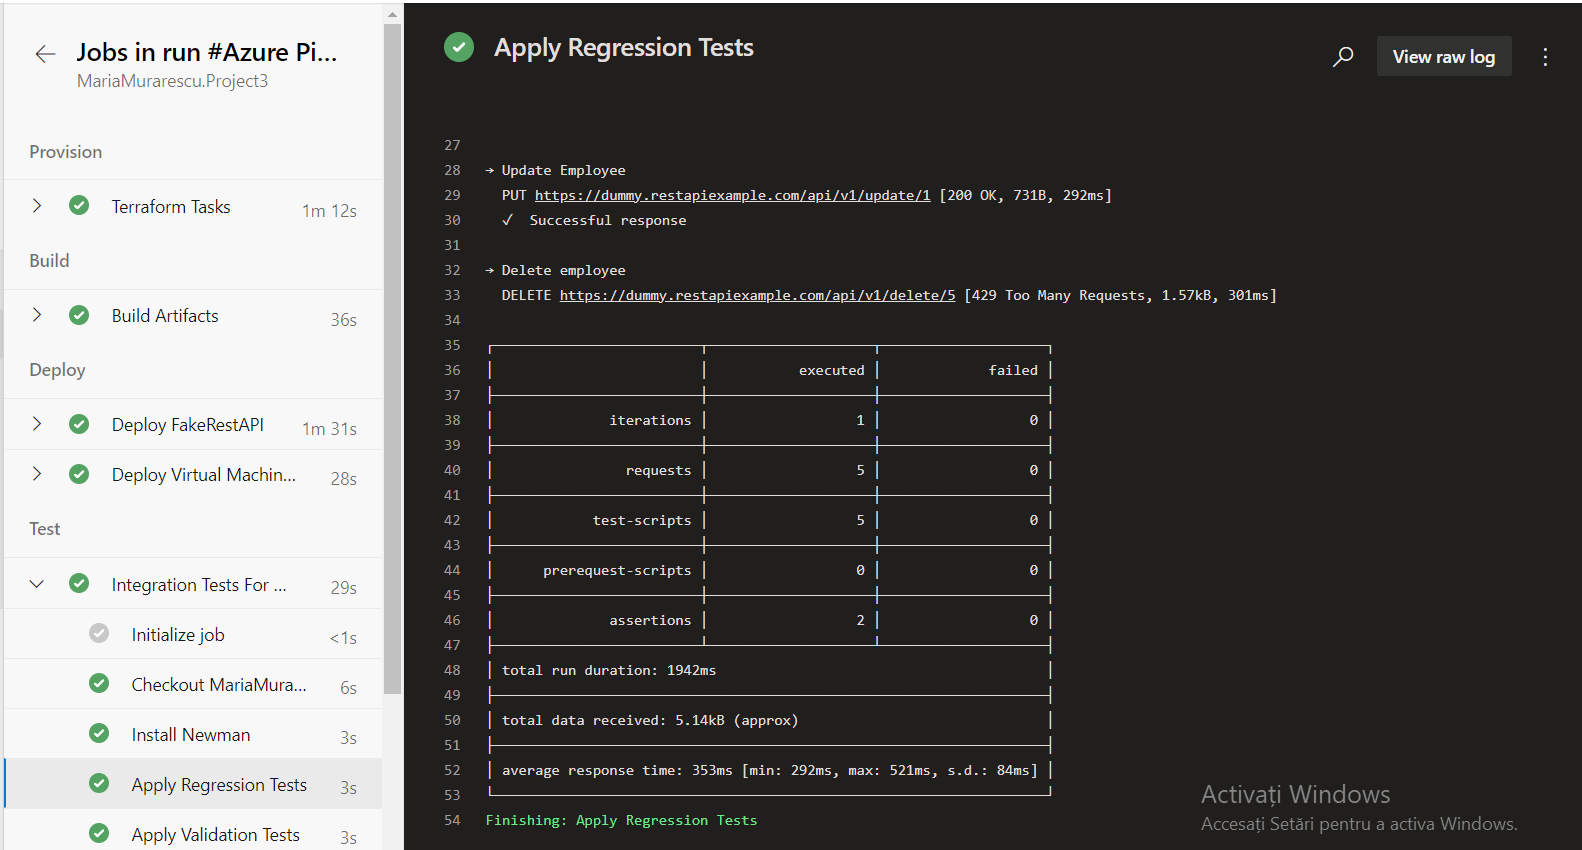 Jobs in run #Azure Pi...
MariaMurarescu.Project3
Provision
Terraform Tasks 1m 12s
Build
Build Artifacts 36s
Deploy
Deploy FakeRestAPI 1m 31s
Deploy Virtual Machin... 28s
Test
Integration Tests For ... 29s
Initialize job <1s
Checkout MariaMura... 6s
Install Newman 3s
Apply Regression Tests 3s
Apply Validation Tests 3s
Apply Regression Tests
View raw log
27
28 → Update Employee
29 PUT https://dummy.restapiexample.com/api/v1/update/1 [200 OK, 731B, 292ms]
30 ✓ Successful response
31
32 → Delete employee
33 DELETE https://dummy.restapiexample.com/api/v1/delete/5 [429 Too Many Requests, 1.57kB, 301ms]
34
35
36 executed failed
37
38 iterations 1 0
39
40 requests 5 0
41
42 test-scripts 5 0
43
44 prerequest-scripts 0 0
45
46 assertions 2 0
47
48 total run duration: 1942ms
49
50 total data received: 5.14kB (approx)
51
52 average response time: 353ms [min: 292ms, max: 521ms, s.d.: 84ms]
53
54 Finishing: Apply Regression Tests
Activați Windows
Accesați Setări pentru a activa Windows.